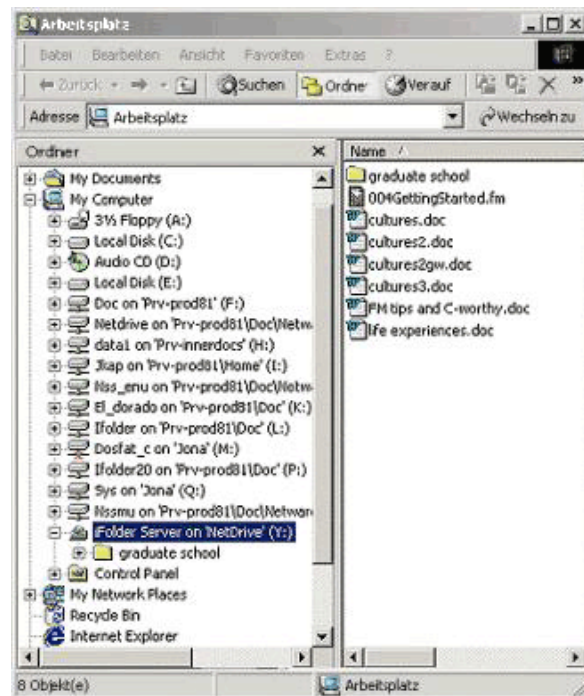 Arbeitsplatz
Datei Bearbeiten Ansicht Favoriten Extras ?
Zurück Suchen Ordner Verauf »
Adresse Arbeitsplatz Wechseln zu
Ordner
My Documents
My Computer
3½ Floppy (A:)
Local Disk (C:)
Audio CD (D:)
Local Disk (E:)
Doc on 'Prv-prod81' (F:)
Netdrive on 'Prv-prod81\Doc\Netw
data1 on 'Prv-innerdocs' (H:)
Jkap on 'Prv-prod81\Home' (I:)
Nss_enu on 'Prv-prod81\Doc\Netw
El_dorado on 'Prv-prod81\Doc' (K:)
Ifolder on 'Prv-prod81\Doc' (L:)
Dosfat_c on 'Jona' (M:)
Ifolder20 on 'Prv-prod81\Doc' (P:)
Sys on 'Jona' (Q:)
Nssmu on 'Prv-prod81\Doc\Netwar
iFolder Server on 'NetDrive' (Y:)
graduate school
Control Panel
My Network Places
Recycle Bin
Internet Explorer
Name
graduate school
004GettingStarted.fm
cultures.doc
cultures2.doc
cultures2gw.doc
cultures3.doc
FM tips and C-worthy.doc
life experiences.doc
8 Objekt(e)
Arbeitsplatz